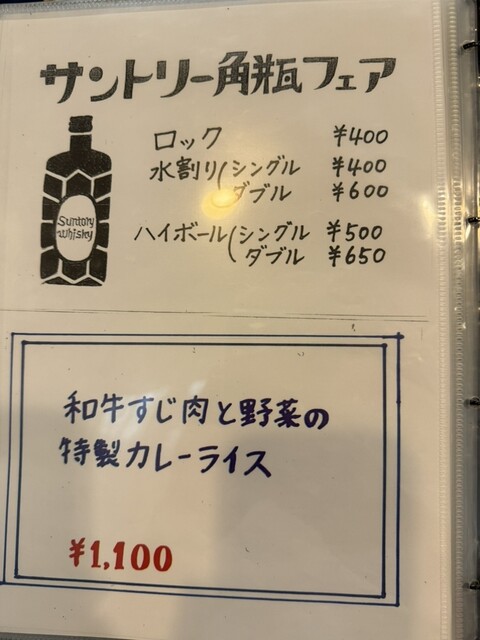 サントリー角瓶フェア
Suntory
Whisky
ロック ¥400
水割り(シングル ¥400
ダブル ¥600
ハイボール(シングル ¥500
ダブル ¥650
和牛すじ肉と野菜の
特製カレーライス
¥1,100